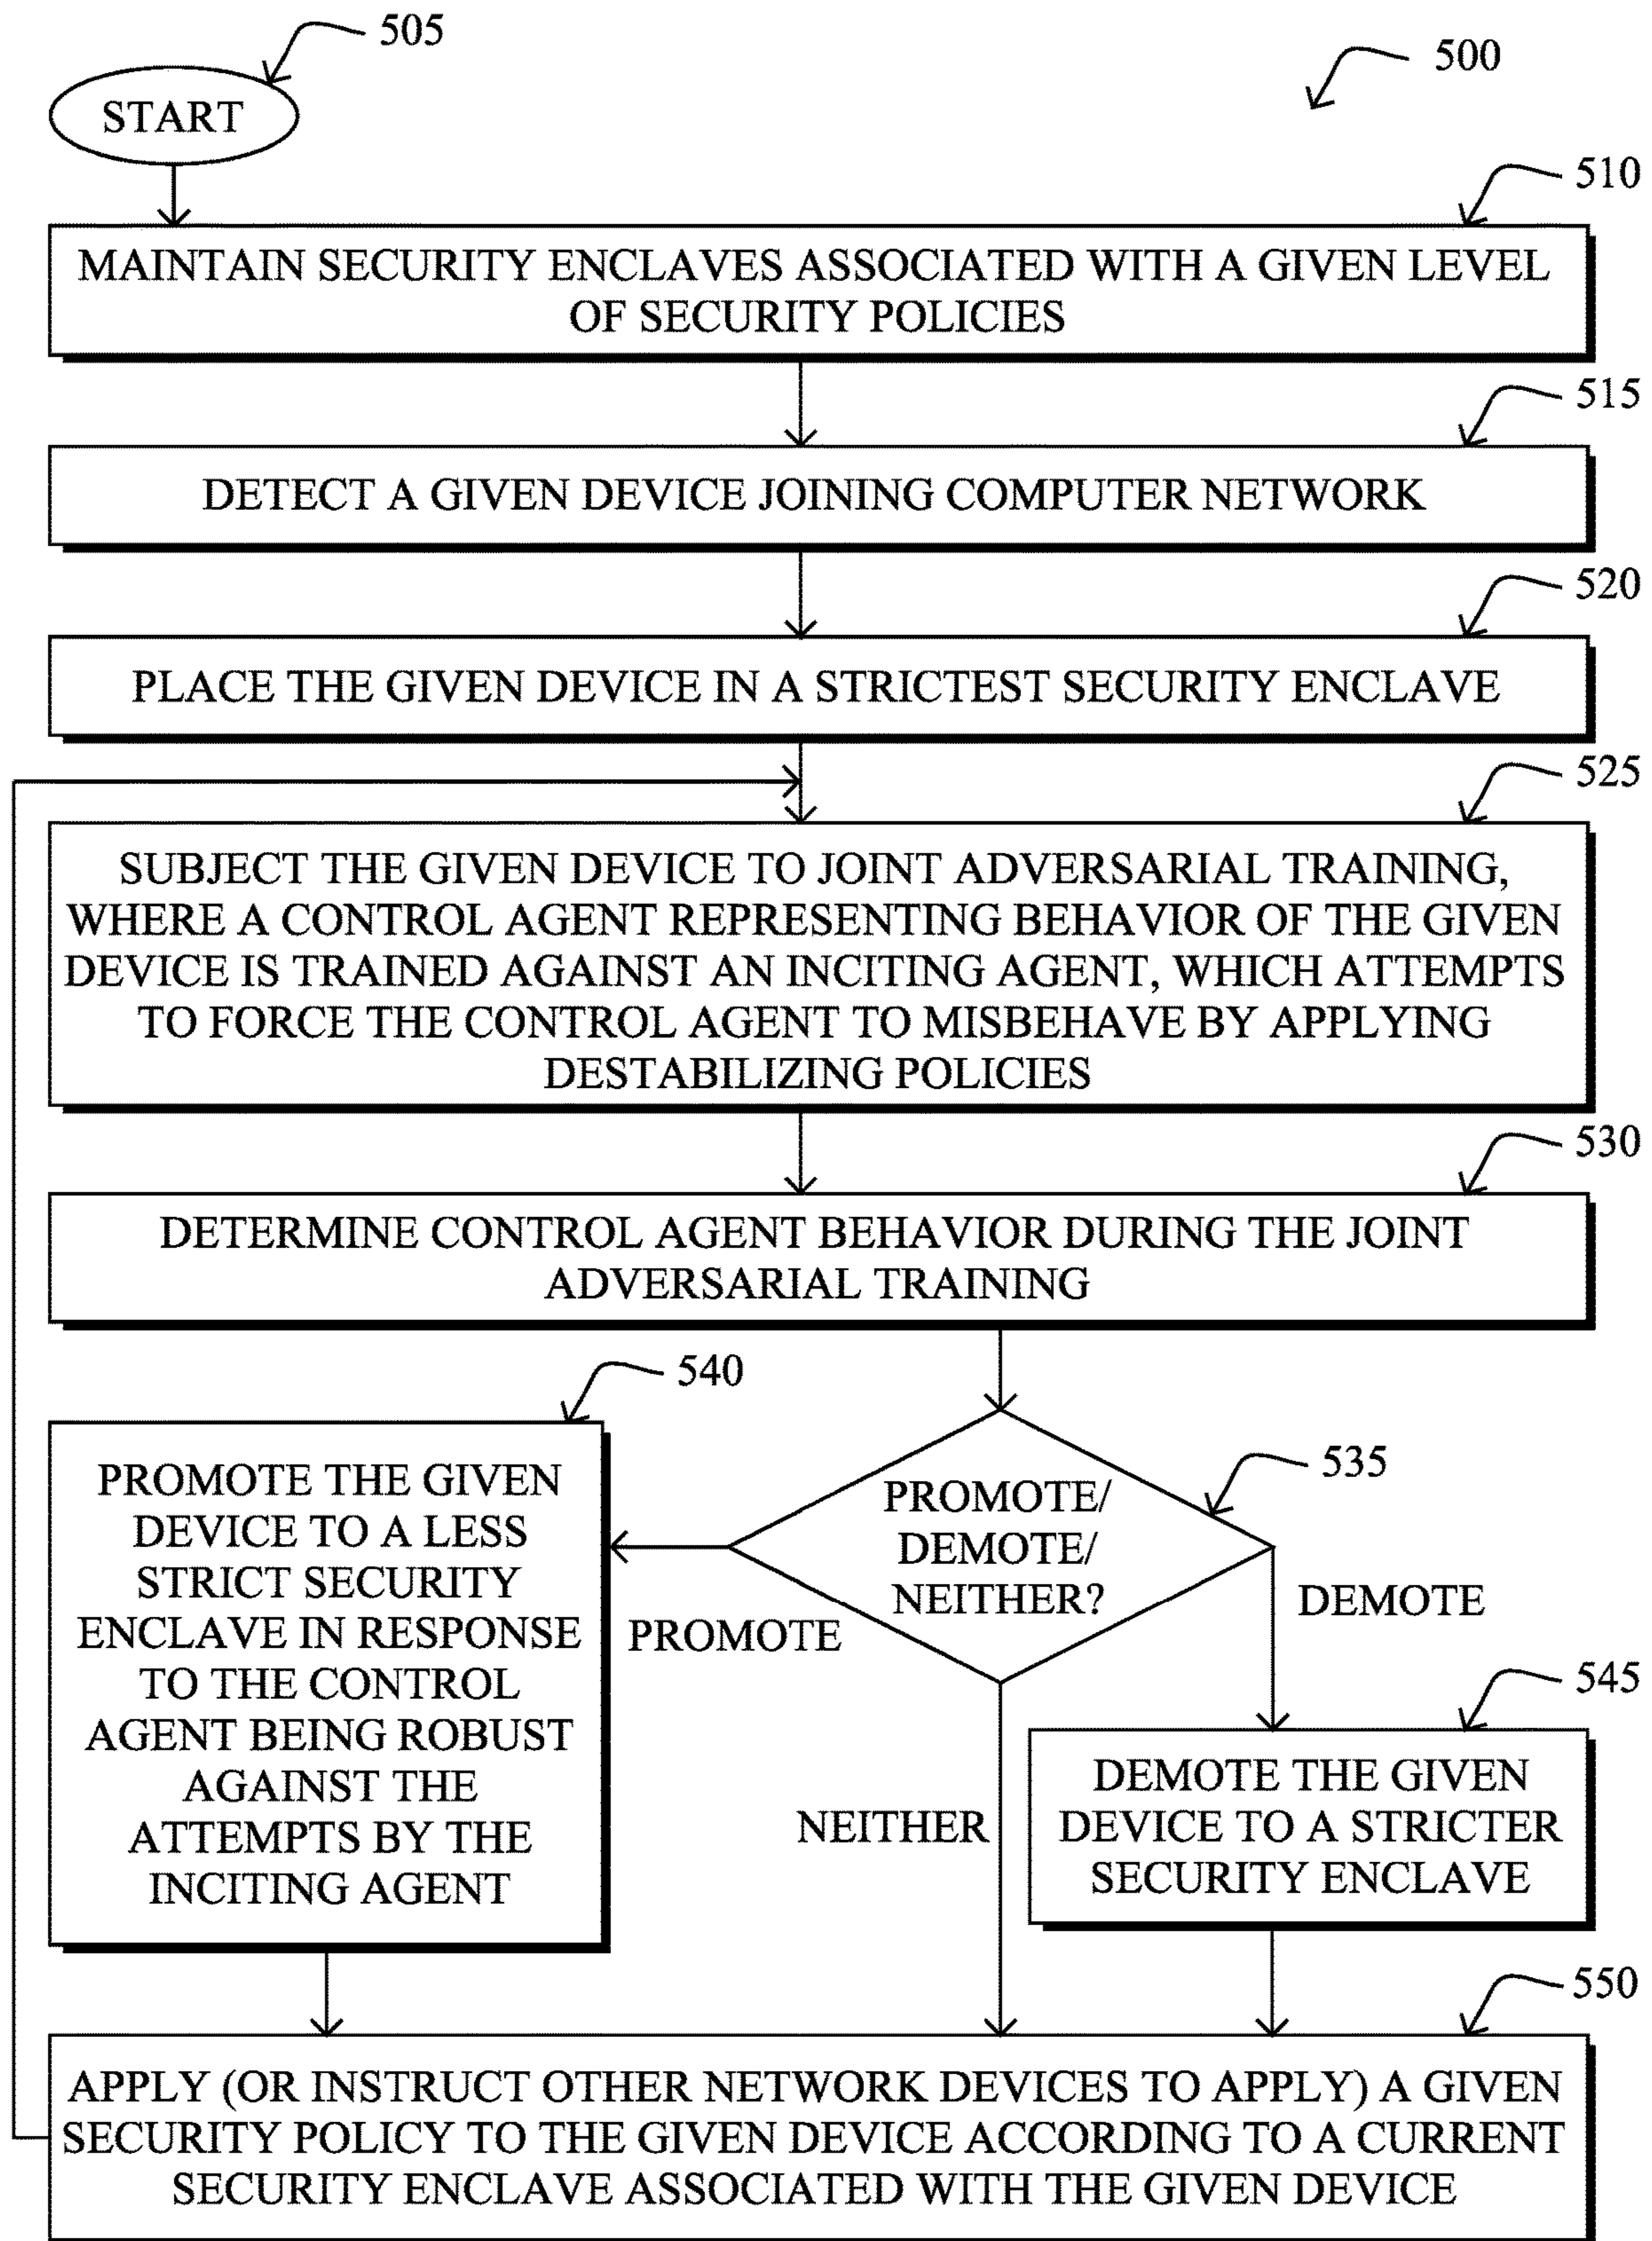 505
500
START
510
MAINTAIN SECURITY ENCLAVES ASSOCIATED WITH A GIVEN LEVEL
OF SECURITY POLICIES
515
DETECT A GIVEN DEVICE JOINING COMPUTER NETWORK
520
PLACE THE GIVEN DEVICE IN A STRICTEST SECURITY ENCLAVE
525
SUBJECT THE GIVEN DEVICE TO JOINT ADVERSARIAL TRAINING,
WHERE A CONTROL AGENT REPRESENTING BEHAVIOR OF THE GIVEN
DEVICE IS TRAINED AGAINST AN INCITING AGENT, WHICH ATTEMPTS
TO FORCE THE CONTROL AGENT TO MISBEHAVE BY APPLYING
DESTABILIZING POLICIES
530
DETERMINE CONTROL AGENT BEHAVIOR DURING THE JOINT
ADVERSARIAL TRAINING
540
PROMOTE THE GIVEN
DEVICE TO A LESS
STRICT SECURITY
ENCLAVE IN RESPONSE
TO THE CONTROL
AGENT BEING ROBUST
AGAINST THE
ATTEMPTS BY THE
INCITING AGENT
535
PROMOTE/
DEMOTE/
NEITHER?
PROMOTE
DEMOTE
NEITHER
545
DEMOTE THE GIVEN
DEVICE TO A STRICTER
SECURITY ENCLAVE
550
APPLY (OR INSTRUCT OTHER NETWORK DEVICES TO APPLY) A GIVEN
SECURITY POLICY TO THE GIVEN DEVICE ACCORDING TO A CURRENT
SECURITY ENCLAVE ASSOCIATED WITH THE GIVEN DEVICE